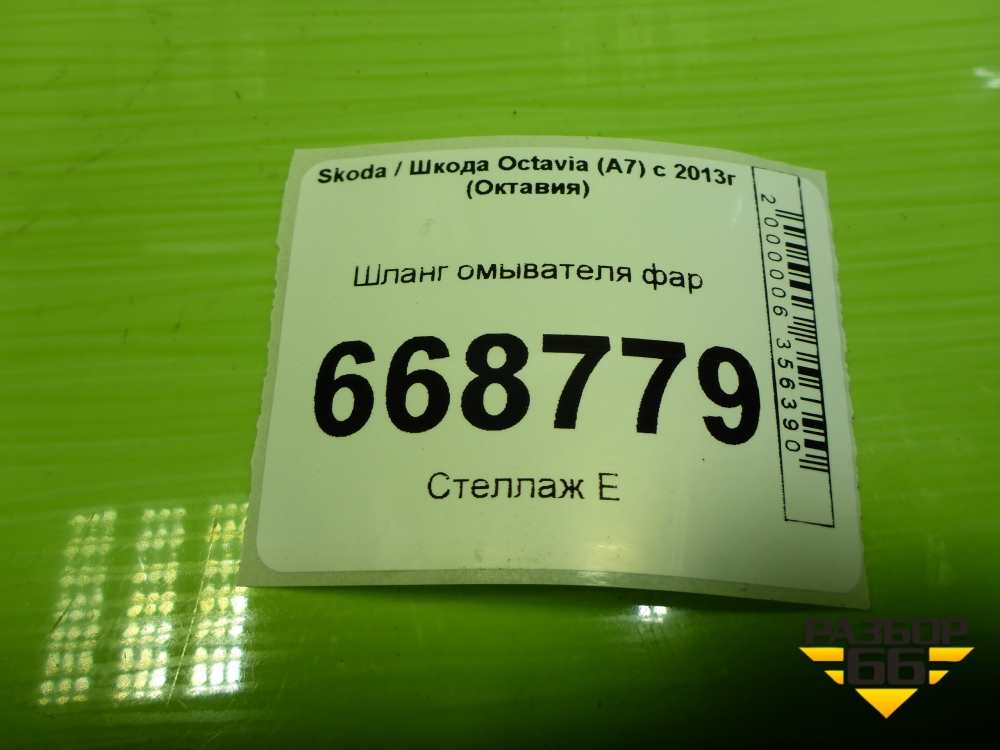 Skoda / Шкода Octavia (A7) с 2013г
(Октавия)
Шланг омывателя фар
668779
Стеллаж Е
2000006356390
РАЗБОР
66